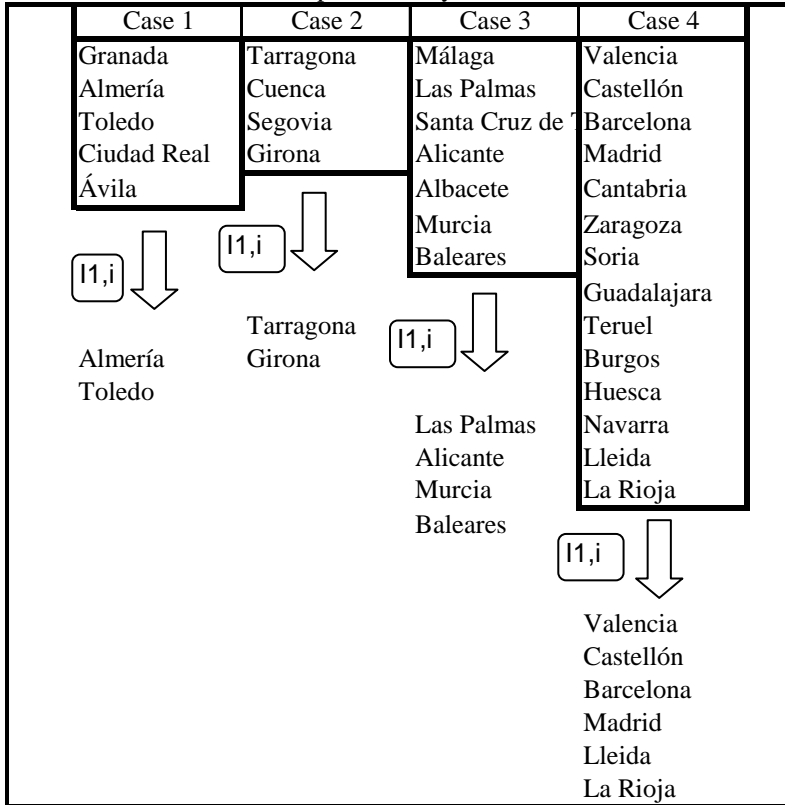 Case 1 Case 2 Case 3 Case 4
Granada Tarragona Málaga Valencia
Almería Cuenca Las Palmas Castellón
Toledo Segovia Santa Cruz de Barcelona
Ciudad Real Girona Alicante Madrid
Ávila Albacete Cantabria
Murcia Zaragoza
I1,i I1,i Baleares Soria
Guadalajara
Tarragona I1,i Teruel
Almería Girona Burgos
Toledo Huesca
Las Palmas Navarra
Alicante Lleida
Murcia La Rioja
Baleares
I1,i
Valencia
Castellón
Barcelona
Madrid
Lleida
La Rioja